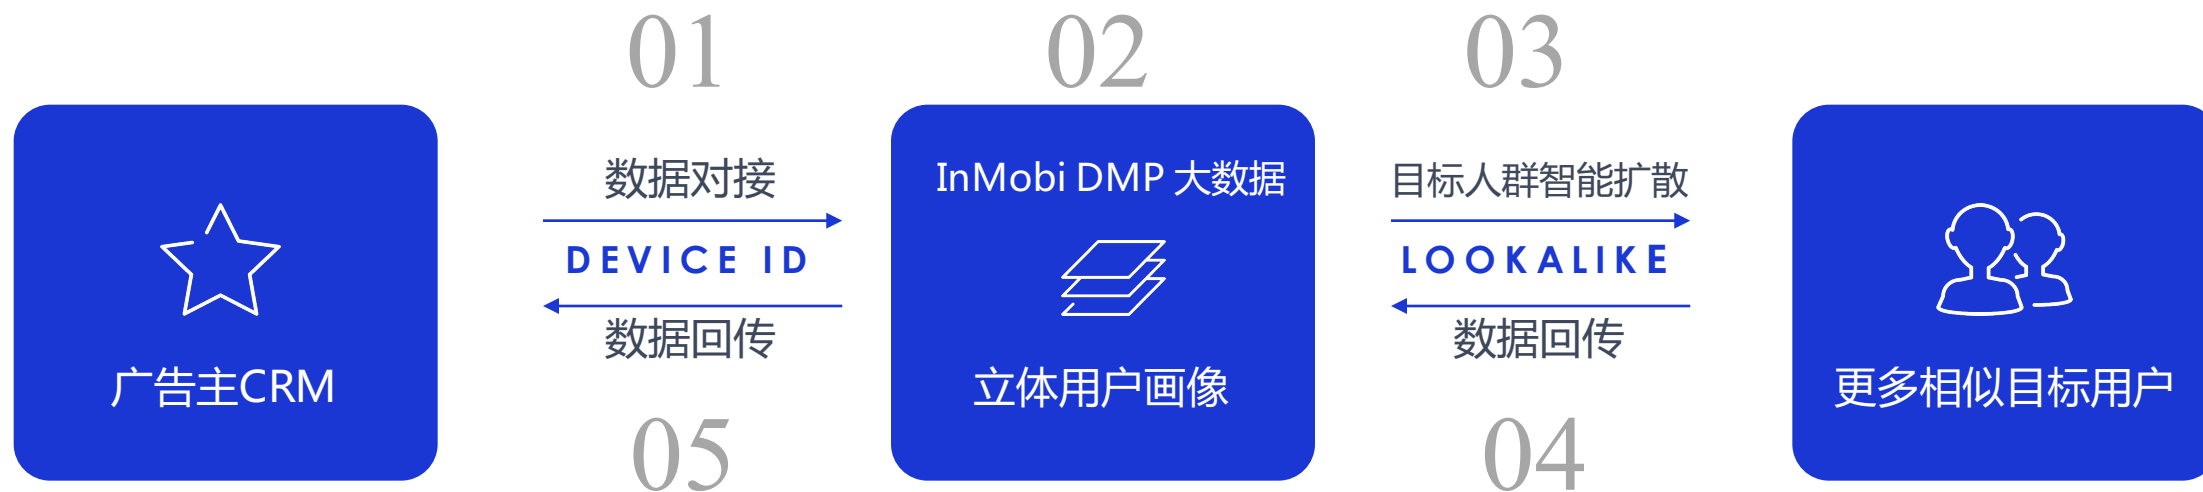 01
02
03
数据对接
InMobi DMP 大数据
目标人群智能扩散
DEVICE ID
LOOKALIKE
数据回传
数据回传
广告主CRM
立体用户画像
更多相似目标用户
05
04